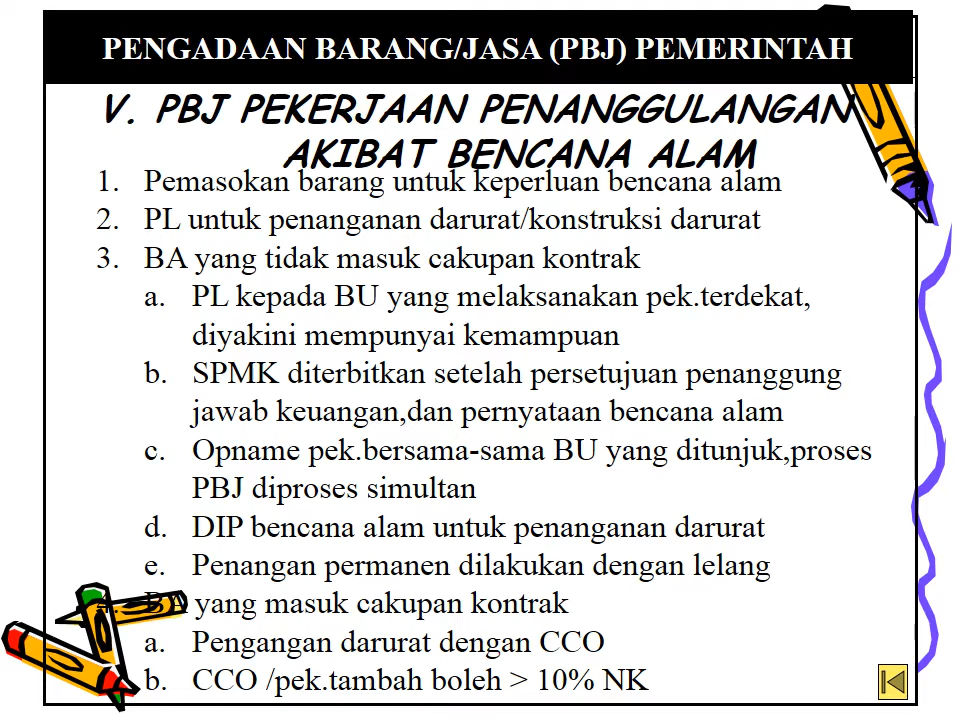 PENGADAAN BARANG/JASA (PBJ) PEMERINTAH
V. PBJ PEKERJAAN PENANGGULANGAN
AKIBAT BENCANA ALAM
1. Pemasokan barang untuk keperluan bencana alam
2. PL untuk penanganan darurat/konstruksi darurat
3. BA yang tidak masuk cakupan kontrak
a. PL kepada BU yang melaksanakan pek.terdekat,
diyakini mempunyai kemampuan
b. SPMK diterbitkan setelah persetujuan penanggung
jawab keuangan,dan pernyataan bencana alam
c. Opname pek.bersama-sama BU yang ditunjuk,proses
PBJ diproses simultan
d. DIP bencana alam untuk penanganan darurat
e. Penangan permanen dilakukan dengan lelang
4. BA yang masuk cakupan kontrak
a. Pengangan darurat dengan CCO
b. CCO /pek.tambah boleh > 10% NK